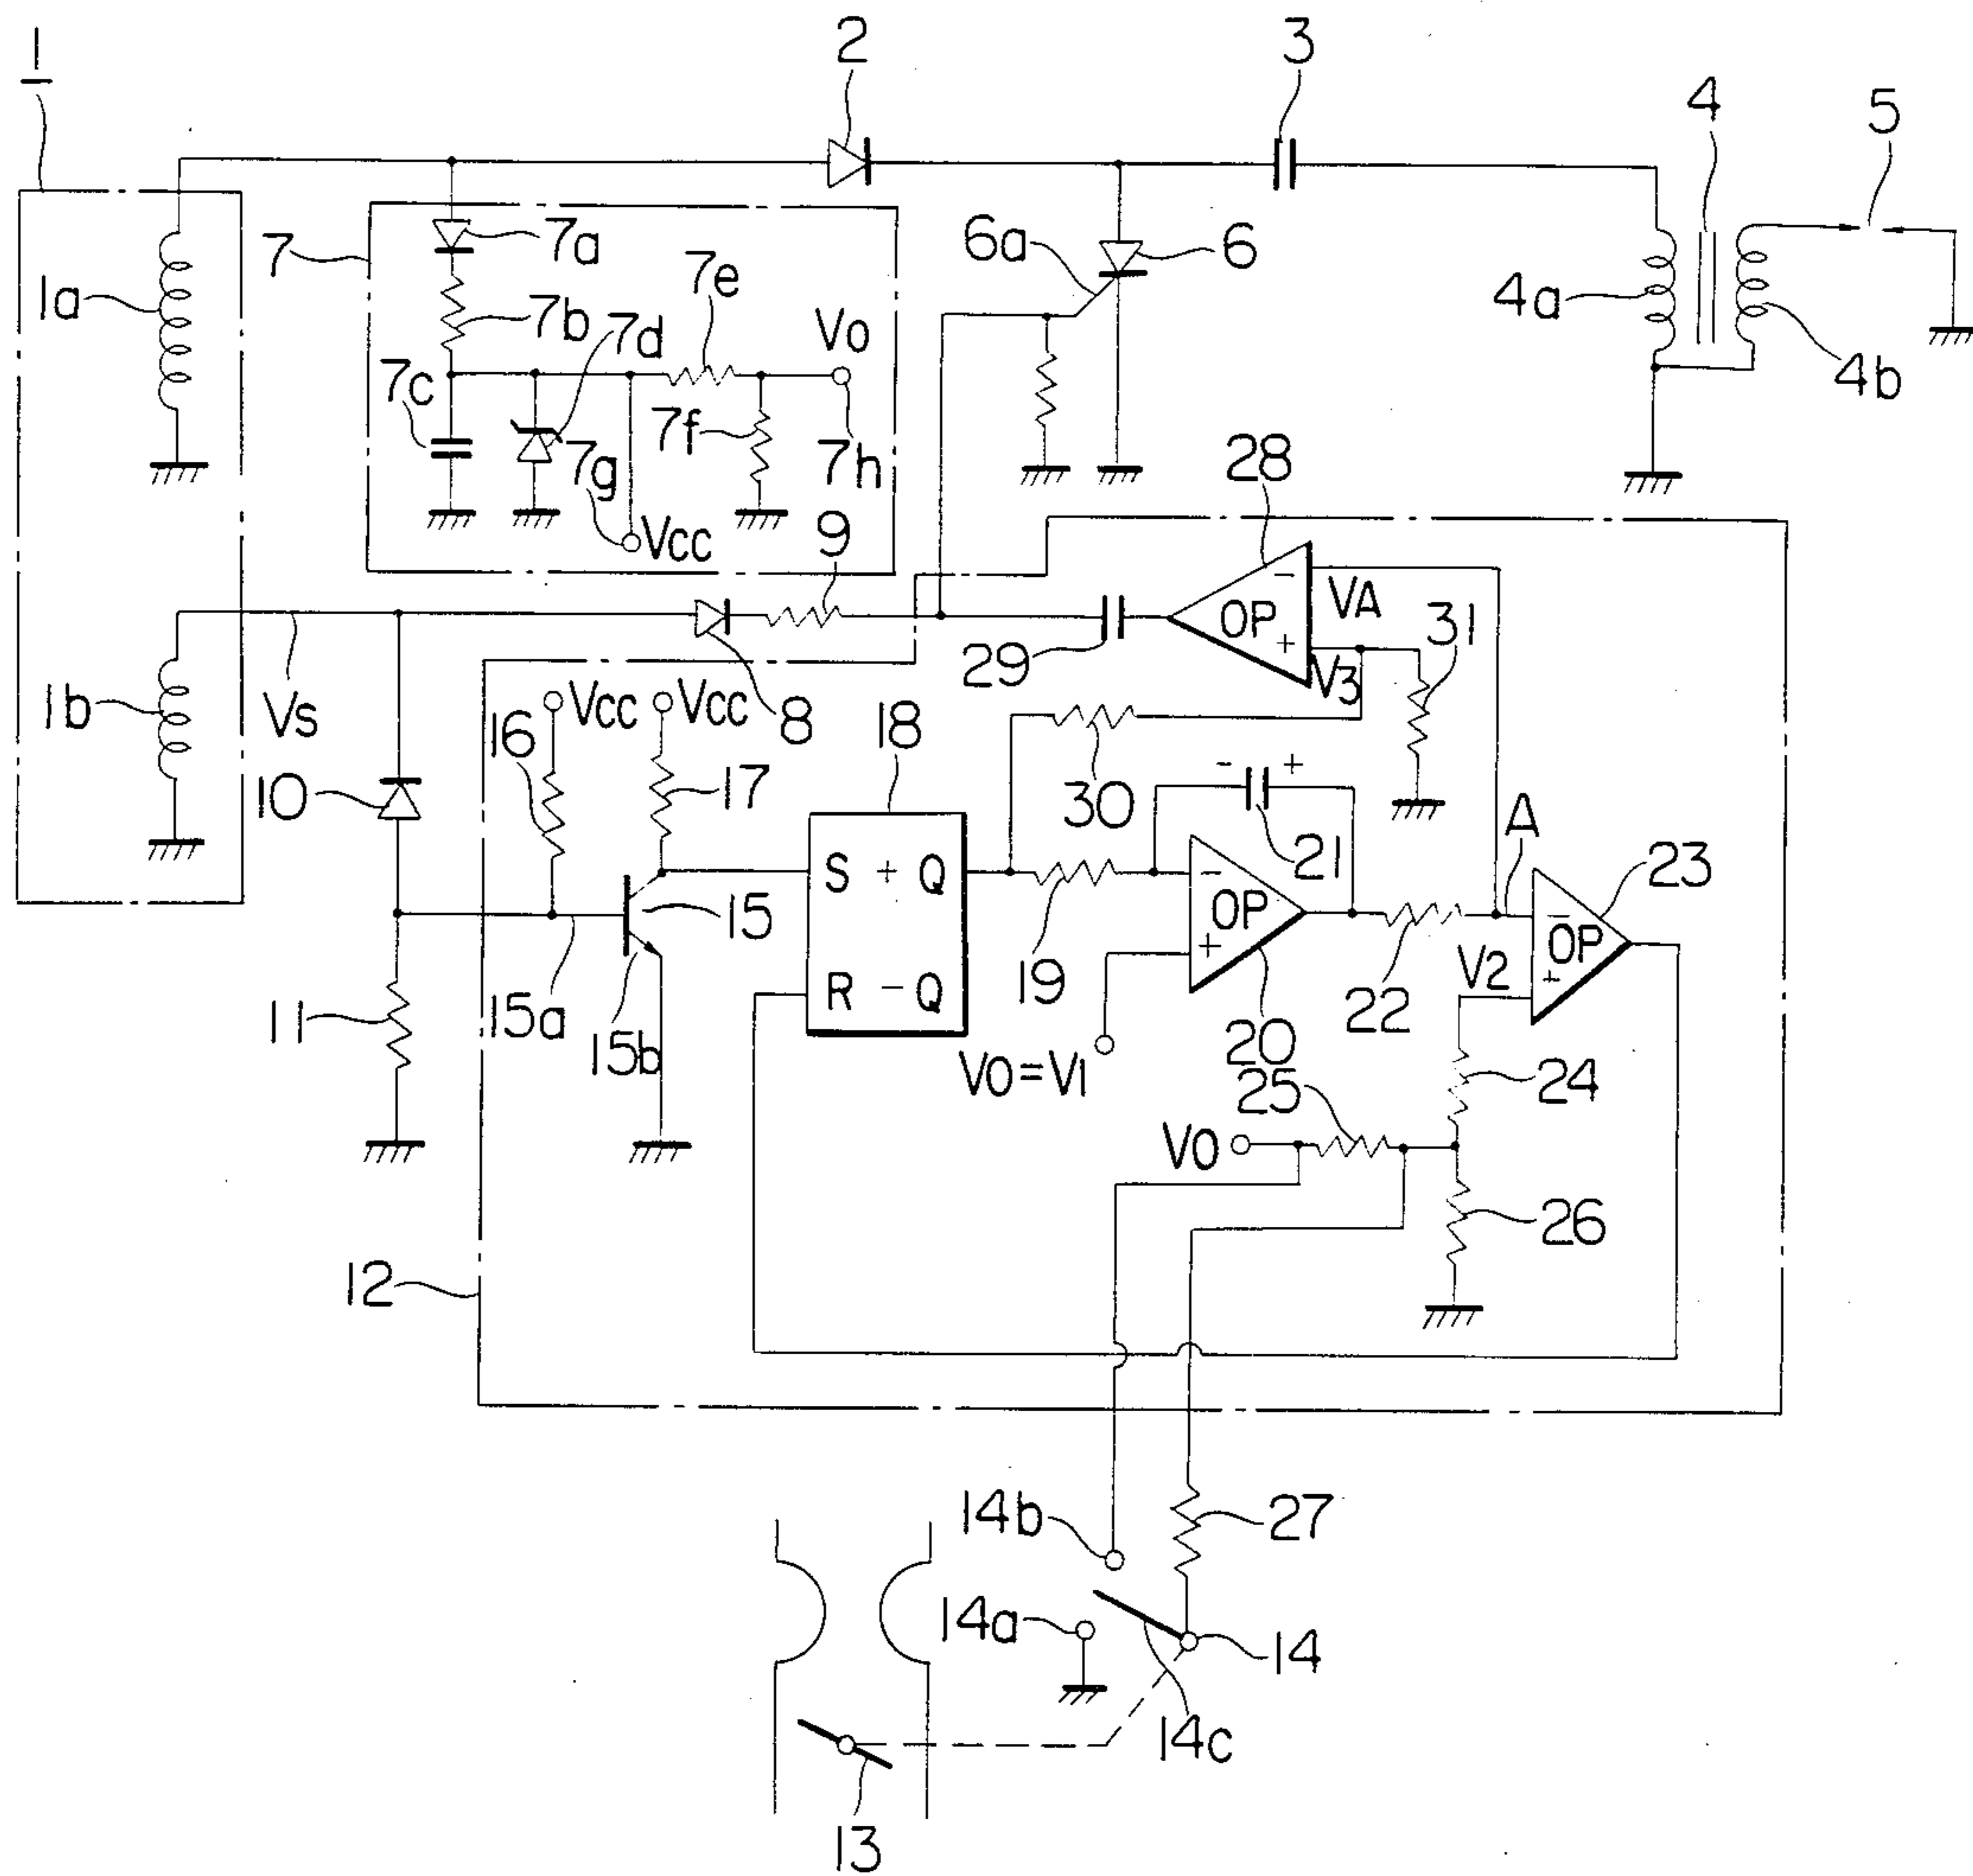 1
2
3
4
5
7
7a
6a
6
1a
7b
7d
7e
Vo
4a
4b
7c
7f
7g
7h
28
Vcc
9
-
VA
OP
+
V3
31
29
1b
Vs
8
Vcc
Vcc
16
18
10
17
30
- +
21
A
23
S + Q
-
OP
+
-
OP
+
15
R - Q
19
22
V2
11
15a
15b
Vo=V1
20
25
24
Vo
26
12
14b
27
14a
14
14c
13